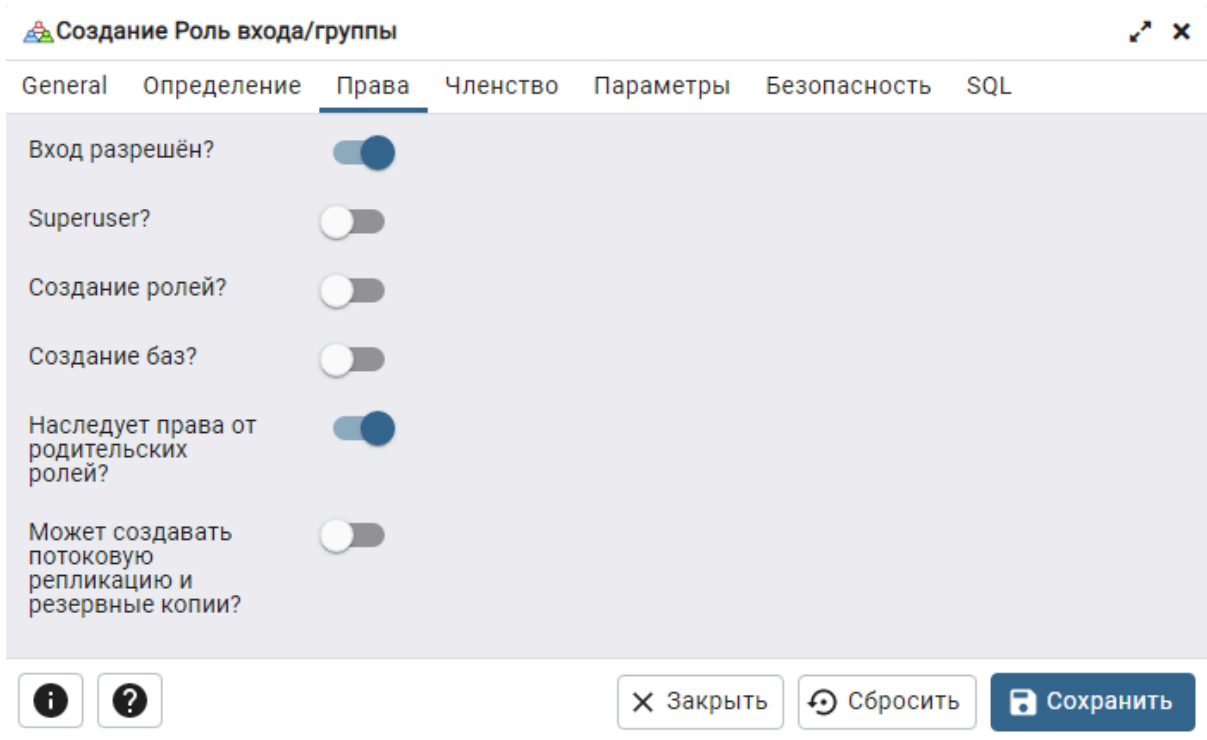 Создание Роль входа/группы
General Определение Права Членство Параметры Безопасность SQL
Вход разрешён?
Superuser?
Создание ролей?
Создание баз?
Наследует права от
родительских
ролей?
Может создавать
потоковую
репликацию и
резервные копии?
Закрыть Сбросить Сохранить